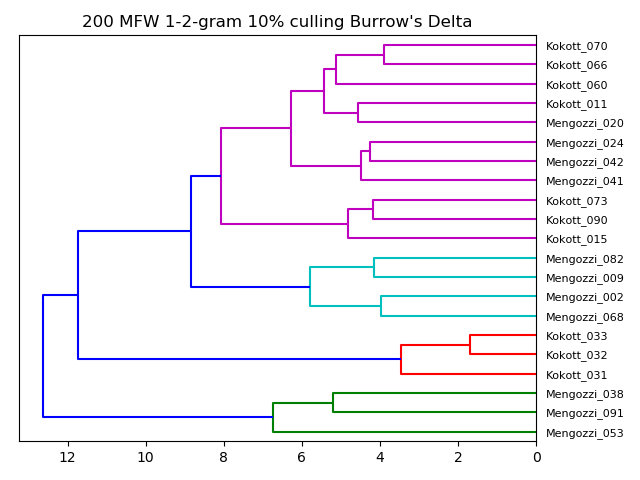 200 MFW 1-2-gram 10% culling Burrow's Delta
Kokott_070
Kokott_066
Kokott_060
Kokott_011
Mengozzi_020
Mengozzi_024
Mengozzi_042
Mengozzi_041
Kokott_073
Kokott_090
Kokott_015
Mengozzi_082
Mengozzi_009
Mengozzi_002
Mengozzi_068
Kokott_033
Kokott_032
Kokott_031
Mengozzi_038
Mengozzi_091
Mengozzi_053
12 10 8 6 4 2 0